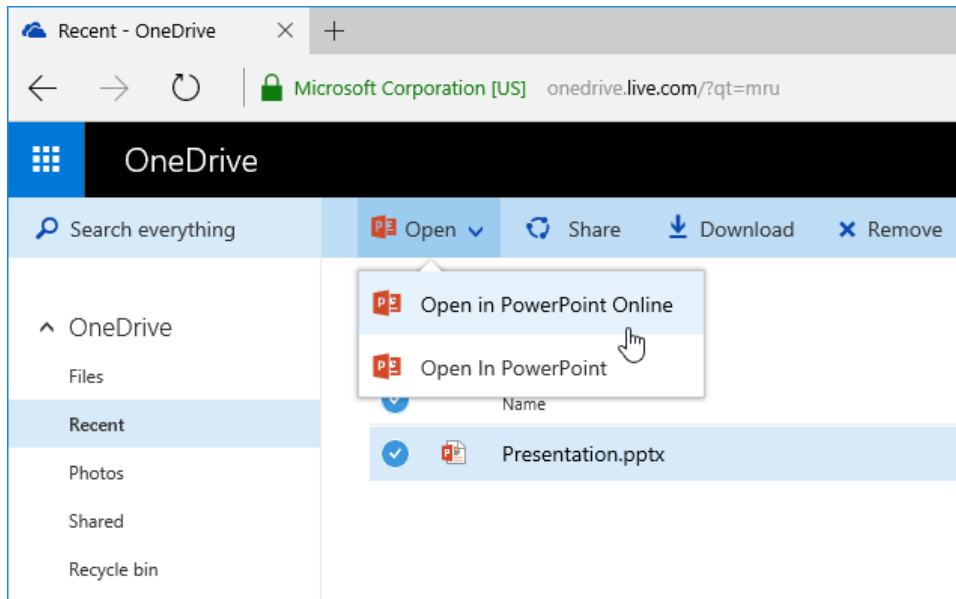 Recent - OneDrive
Microsoft Corporation [US] onedrive.live.com/?qt=mru
OneDrive
Search everything Open Share Download Remove
Open in PowerPoint Online
Open In PowerPoint
OneDrive
Files
Recent
Photos
Shared
Recycle bin
Name
Presentation.pptx